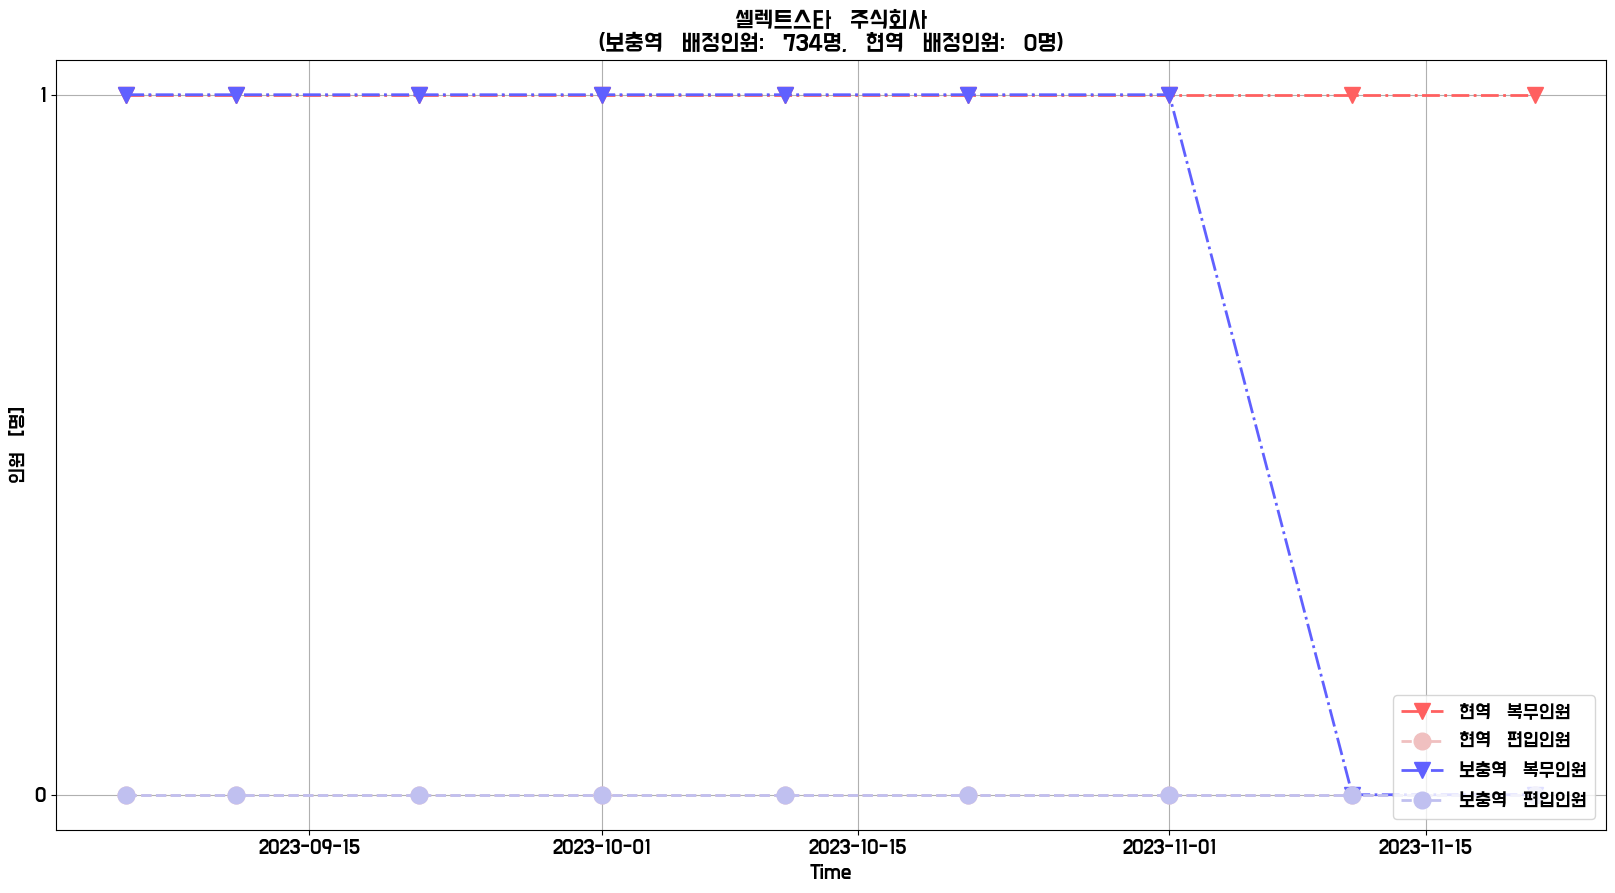 셀렉트스타 주식회사
(보충역 배정인원: 734명, 현역 배정인원: 0명)
1
0
인원 [명]
2023-09-15
2023-10-01
2023-10-15
2023-11-01
2023-11-15
Time
현역 복무인원
현역 편입인원
보충역 복무인원
보충역 편입인원